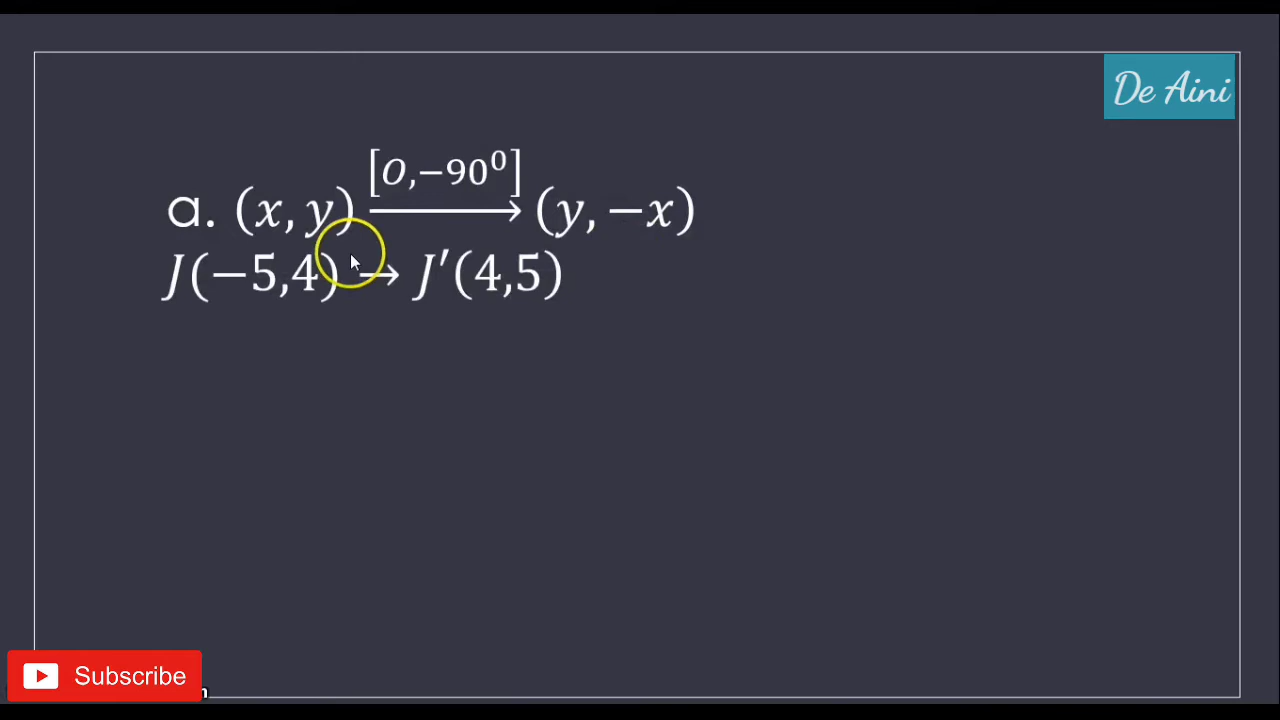 De Aini
[O,−90⁰]
a. (x, y) → (y, −x)
J(−5,4) → J′(4,5)
Subscribe
n